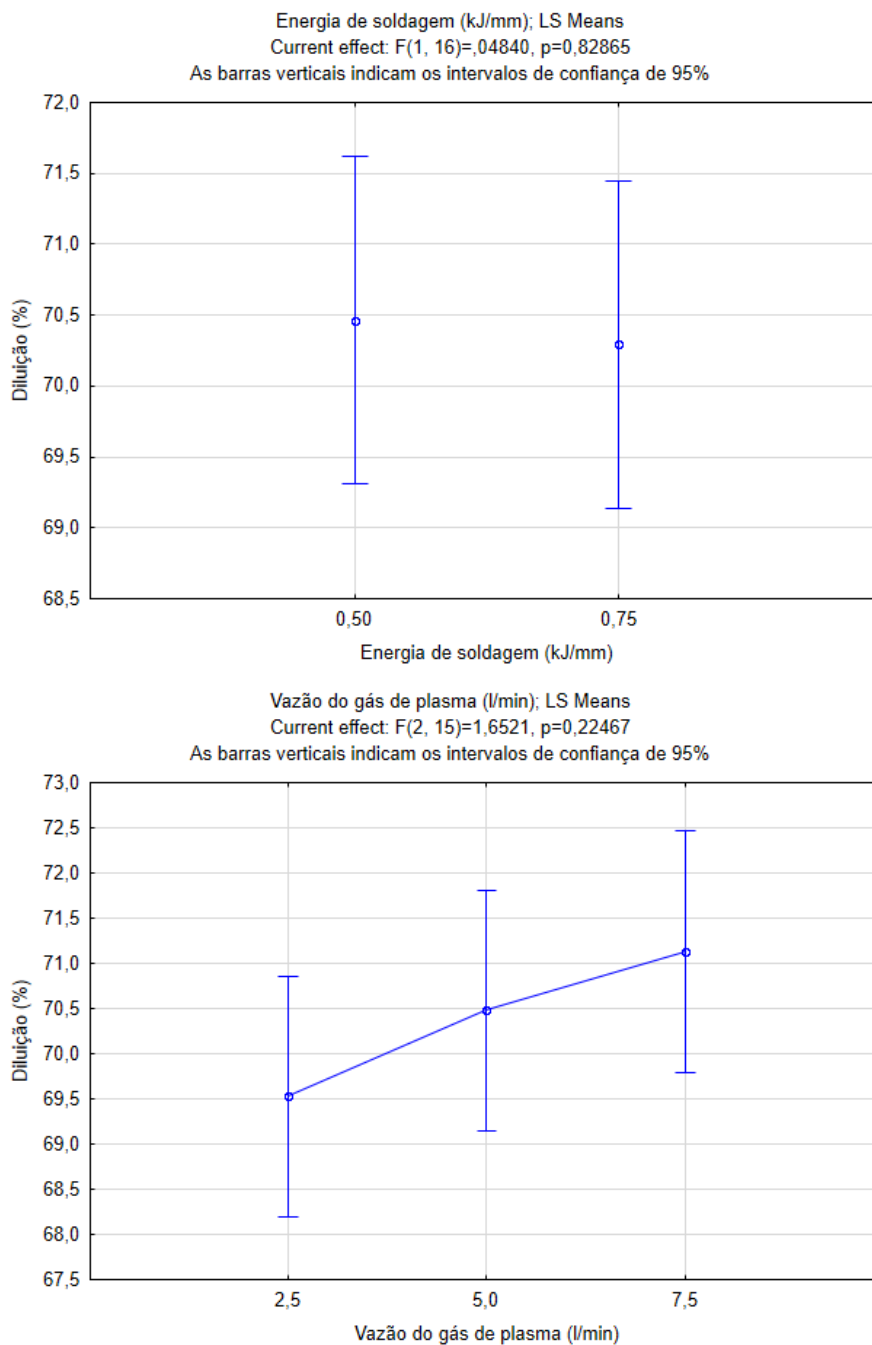 Energia de soldagem (kJ/mm); LS Means
Current effect: F(1, 16)=,04840, p=0,82865
As barras verticais indicam os intervalos de confiança de 95%
72,0
71,5
71,0
70,5
70,0
69,5
69,0
68,5
Diluição (%)
0,50 0,75
Energia de soldagem (kJ/mm)
Vazão do gás de plasma (l/min); LS Means
Current effect: F(2, 15)=1,6521, p=0,22467
As barras verticais indicam os intervalos de confiança de 95%
73,0
72,5
72,0
71,5
71,0
70,5
70,0
69,5
69,0
68,5
68,0
67,5
Diluição (%)
2,5 5,0 7,5
Vazão do gás de plasma (l/min)